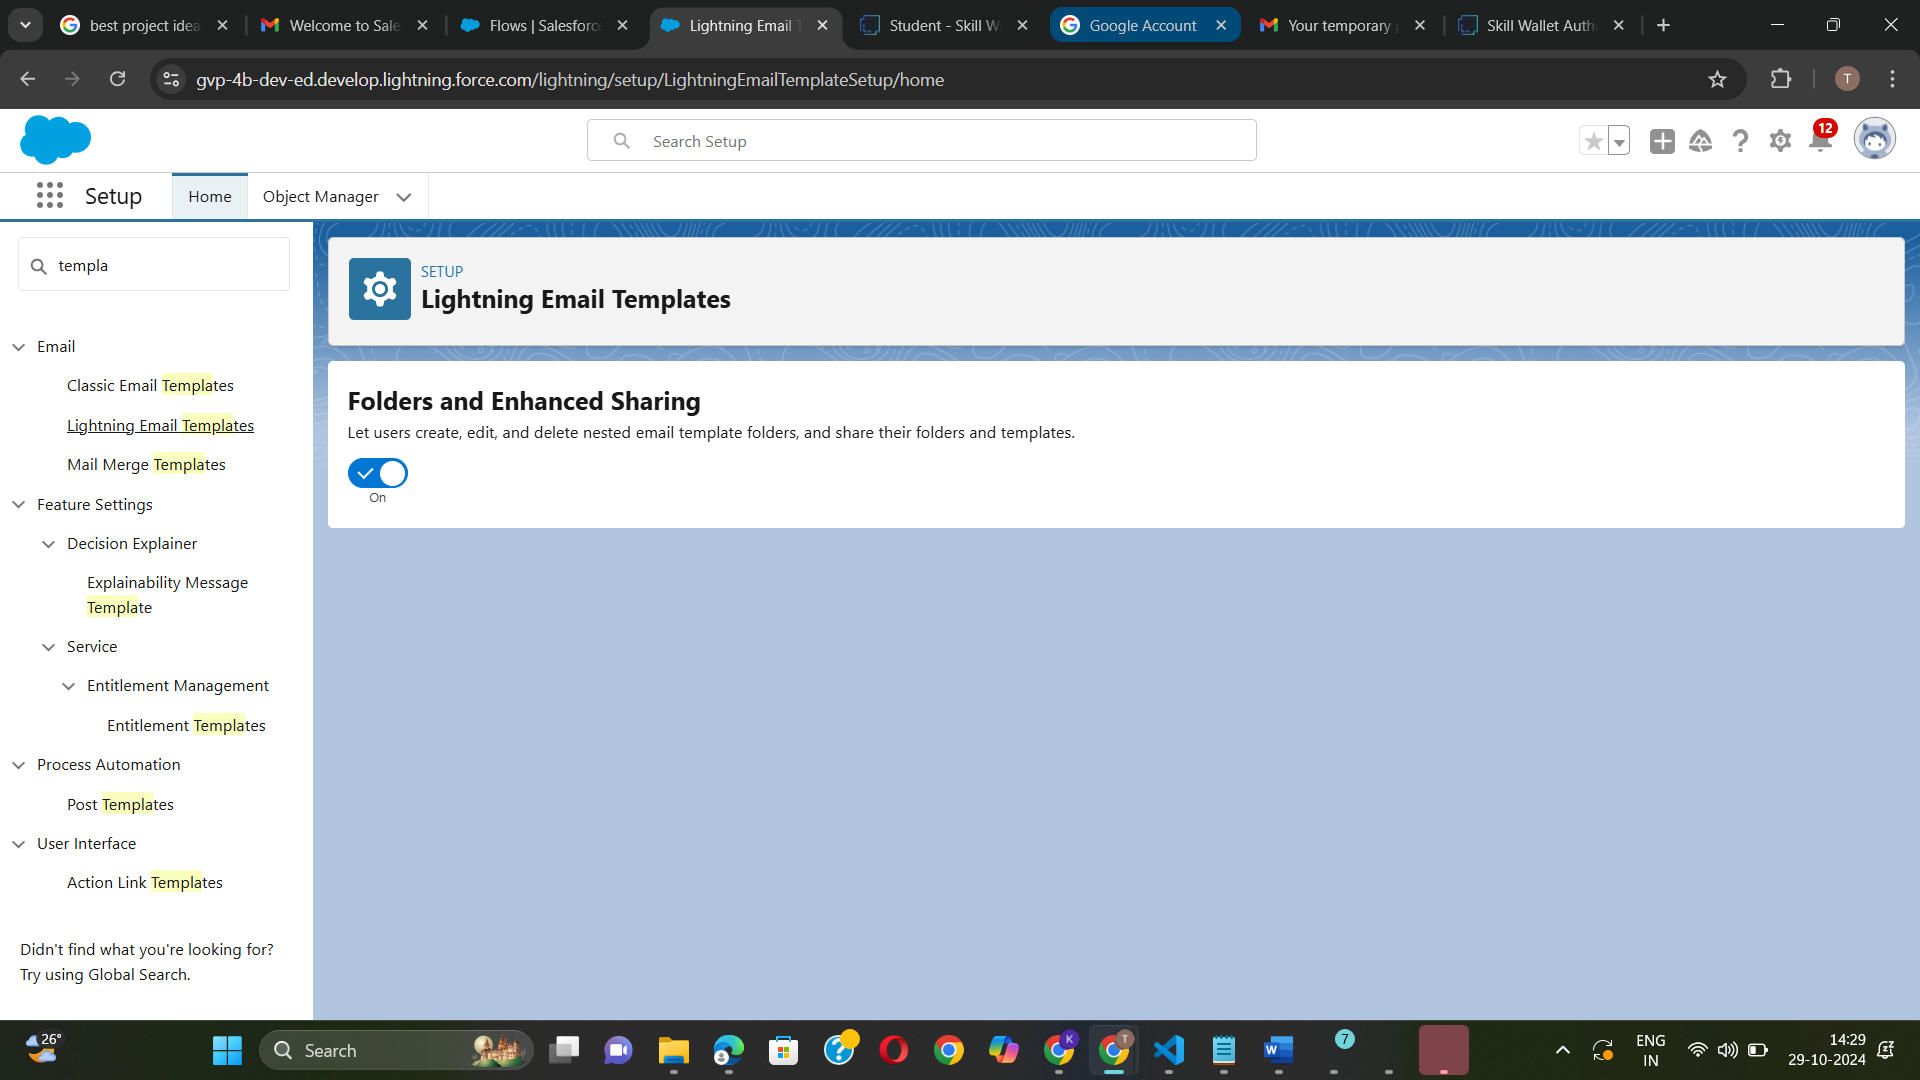 best project idea
Welcome to Sale
Flows | Salesforc
Lightning Email T
Student - Skill W
Google Account
Your temporary
Skill Wallet Auth
gvp-4b-dev-ed.develop.lightning.force.com/lightning/setup/LightningEmailTemplateSetup/home
T
Search Setup
12
Setup
Home
Object Manager
templa
Email
Classic Email Templates
Lightning Email Templates
Mail Merge Templates
Feature Settings
Decision Explainer
Explainability Message
Template
Service
Entitlement Management
Entitlement Templates
Process Automation
Post Templates
User Interface
Action Link Templates
Didn't find what you're looking for?
Try using Global Search.
SETUP
Lightning Email Templates
Folders and Enhanced Sharing
Let users create, edit, and delete nested email template folders, and share their folders and templates.
On
26°
Search
K
T
7
ENG
IN
14:29
29-10-2024